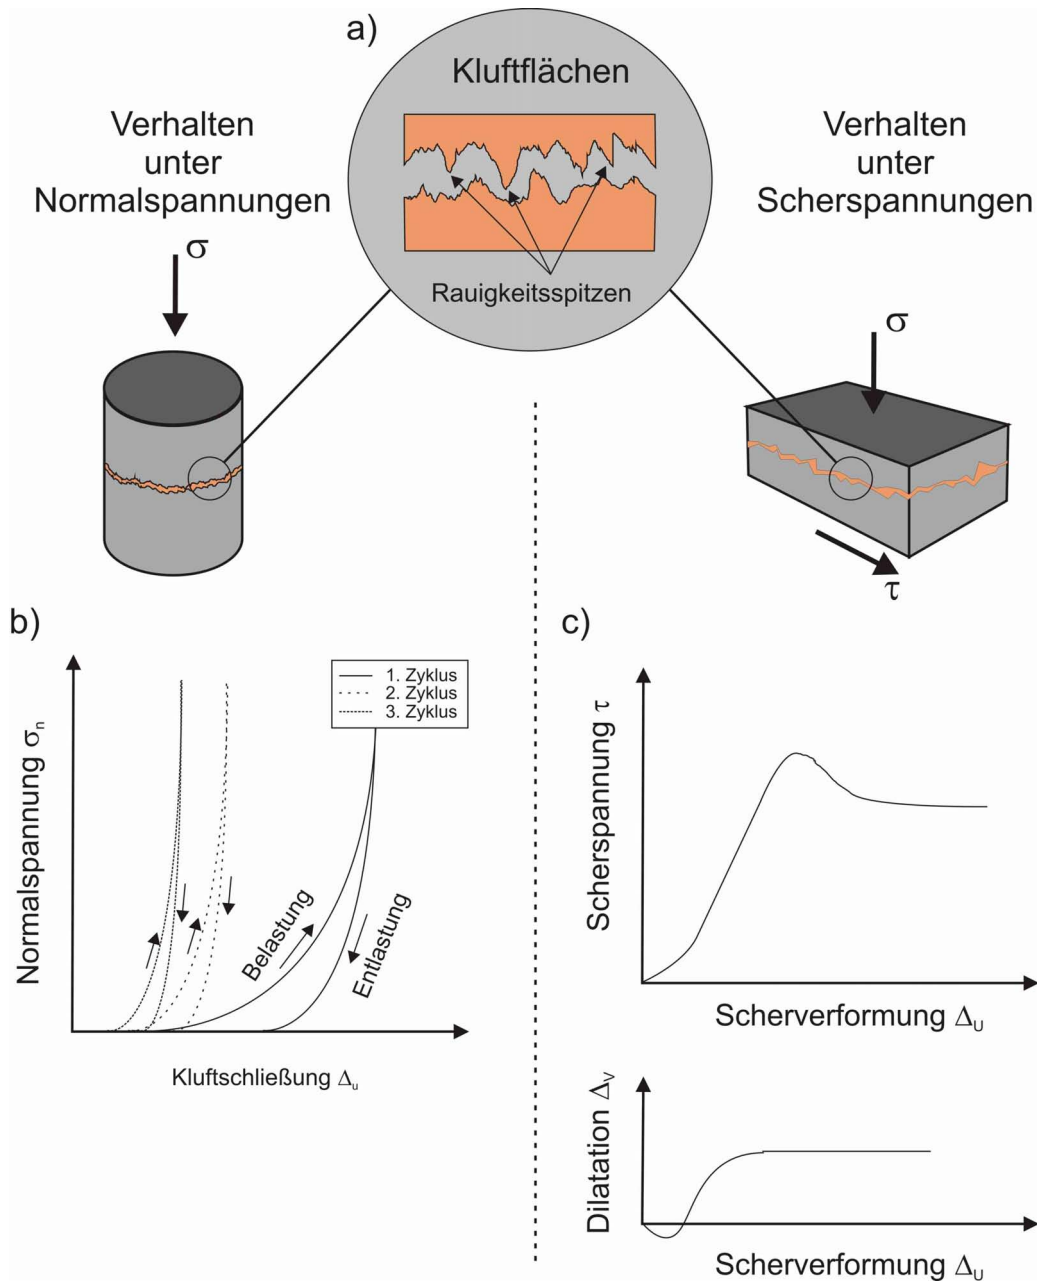 a)
Kluftflächen
Rauigkeitsspitzen
Verhalten
unter
Normalspannungen
σ
Verhalten
unter
Scherspannungen
σ
τ
b)
1. Zyklus
2. Zyklus
3. Zyklus
Normalspannung σn
Belastung
Entlastung
Kluftschließung Δu
c)
Scherspannung τ
Scherverformung ΔU
Dilatation ΔV
Scherverformung ΔU